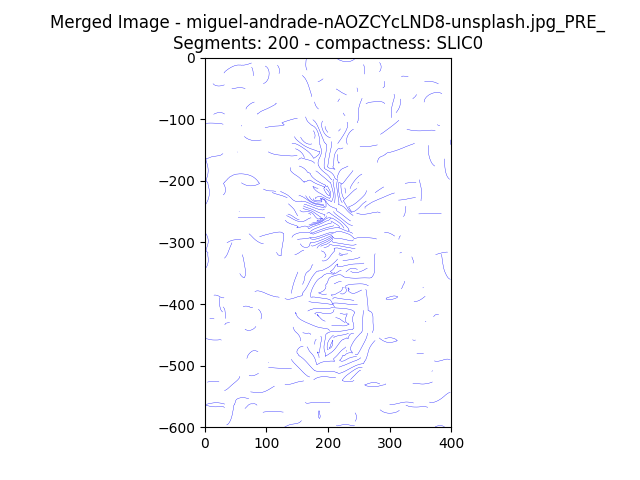 Merged Image - miguel-andrade-nAOZCYcLND8-unsplash.jpg_PRE_
Segments: 200 - compactness: SLIC0
0
−100
−200
−300
−400
−500
−600
0 100 200 300 400